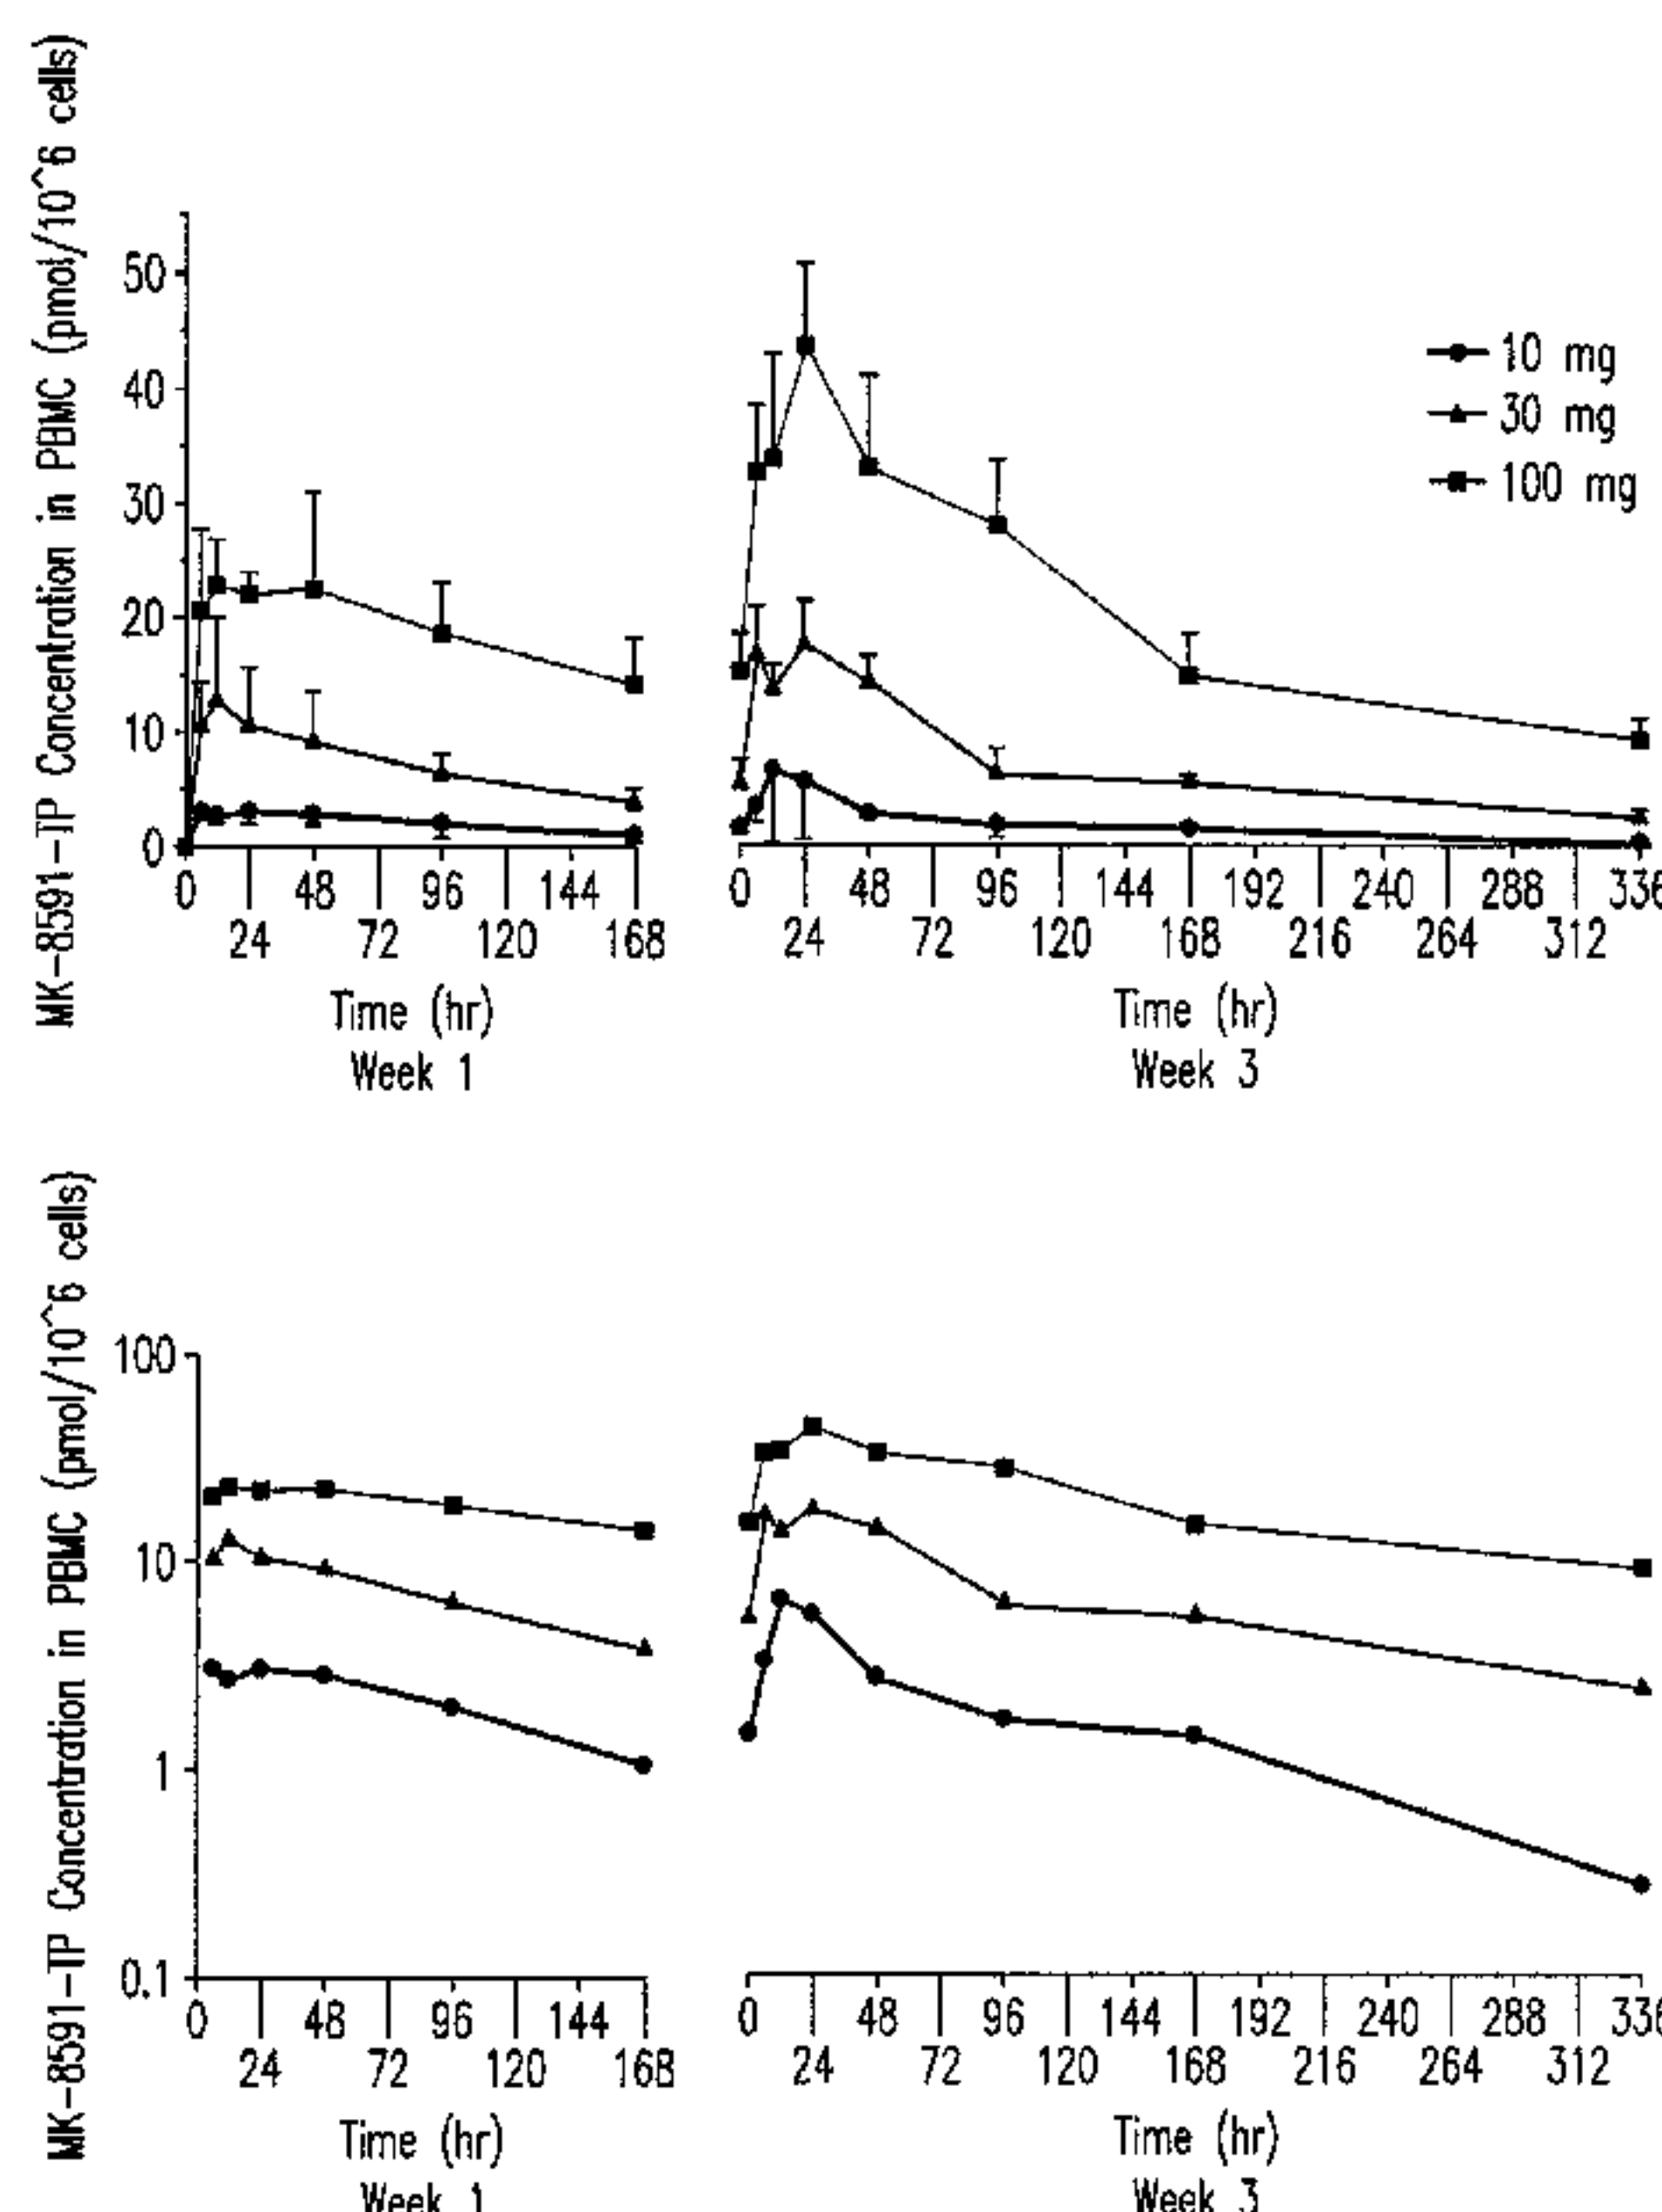 MK-8591-TP Concentration in PBMC (pmol/10^6 cells)
50
40
30
20
10
0
10 mg
30 mg
100 mg
0 48 96 144
24 72 120 168
Time (hr)
Week 1
0 48 96 144 192 240 288 336
24 72 120 168 216 264 312
Time (hr)
Week 3
MK-8591-TP Concentration in PBMC (pmol/10^6 cells)
100
10
1
0.1
0 48 96 144
24 72 120 168
Time (hr)
Week 1
0 48 96 144 192 240 288 336
24 72 120 168 216 264 312
Time (hr)
Week 3